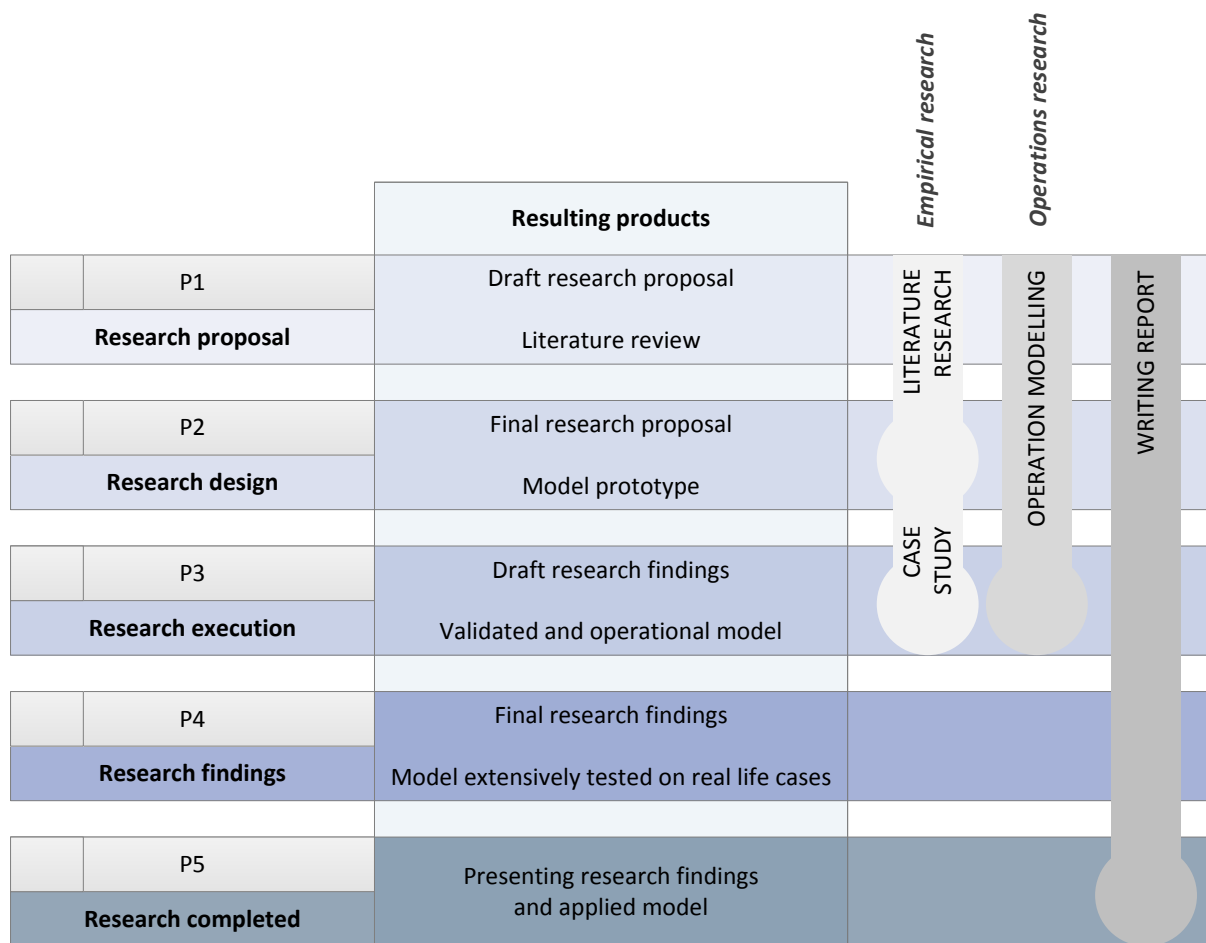 Empirical research
Operations research
Resulting products
P1
Research proposal
Draft research proposal
Literature review
P2
Research design
Final research proposal
Model prototype
P3
Research execution
Draft research findings
Validated and operational model
P4
Research findings
Final research findings
Model extensively tested on real life cases
P5
Research completed
Presenting research findings
and applied model
LITERATURE
RESEARCH
CASE
STUDY
OPERATION MODELLING
WRITING REPORT